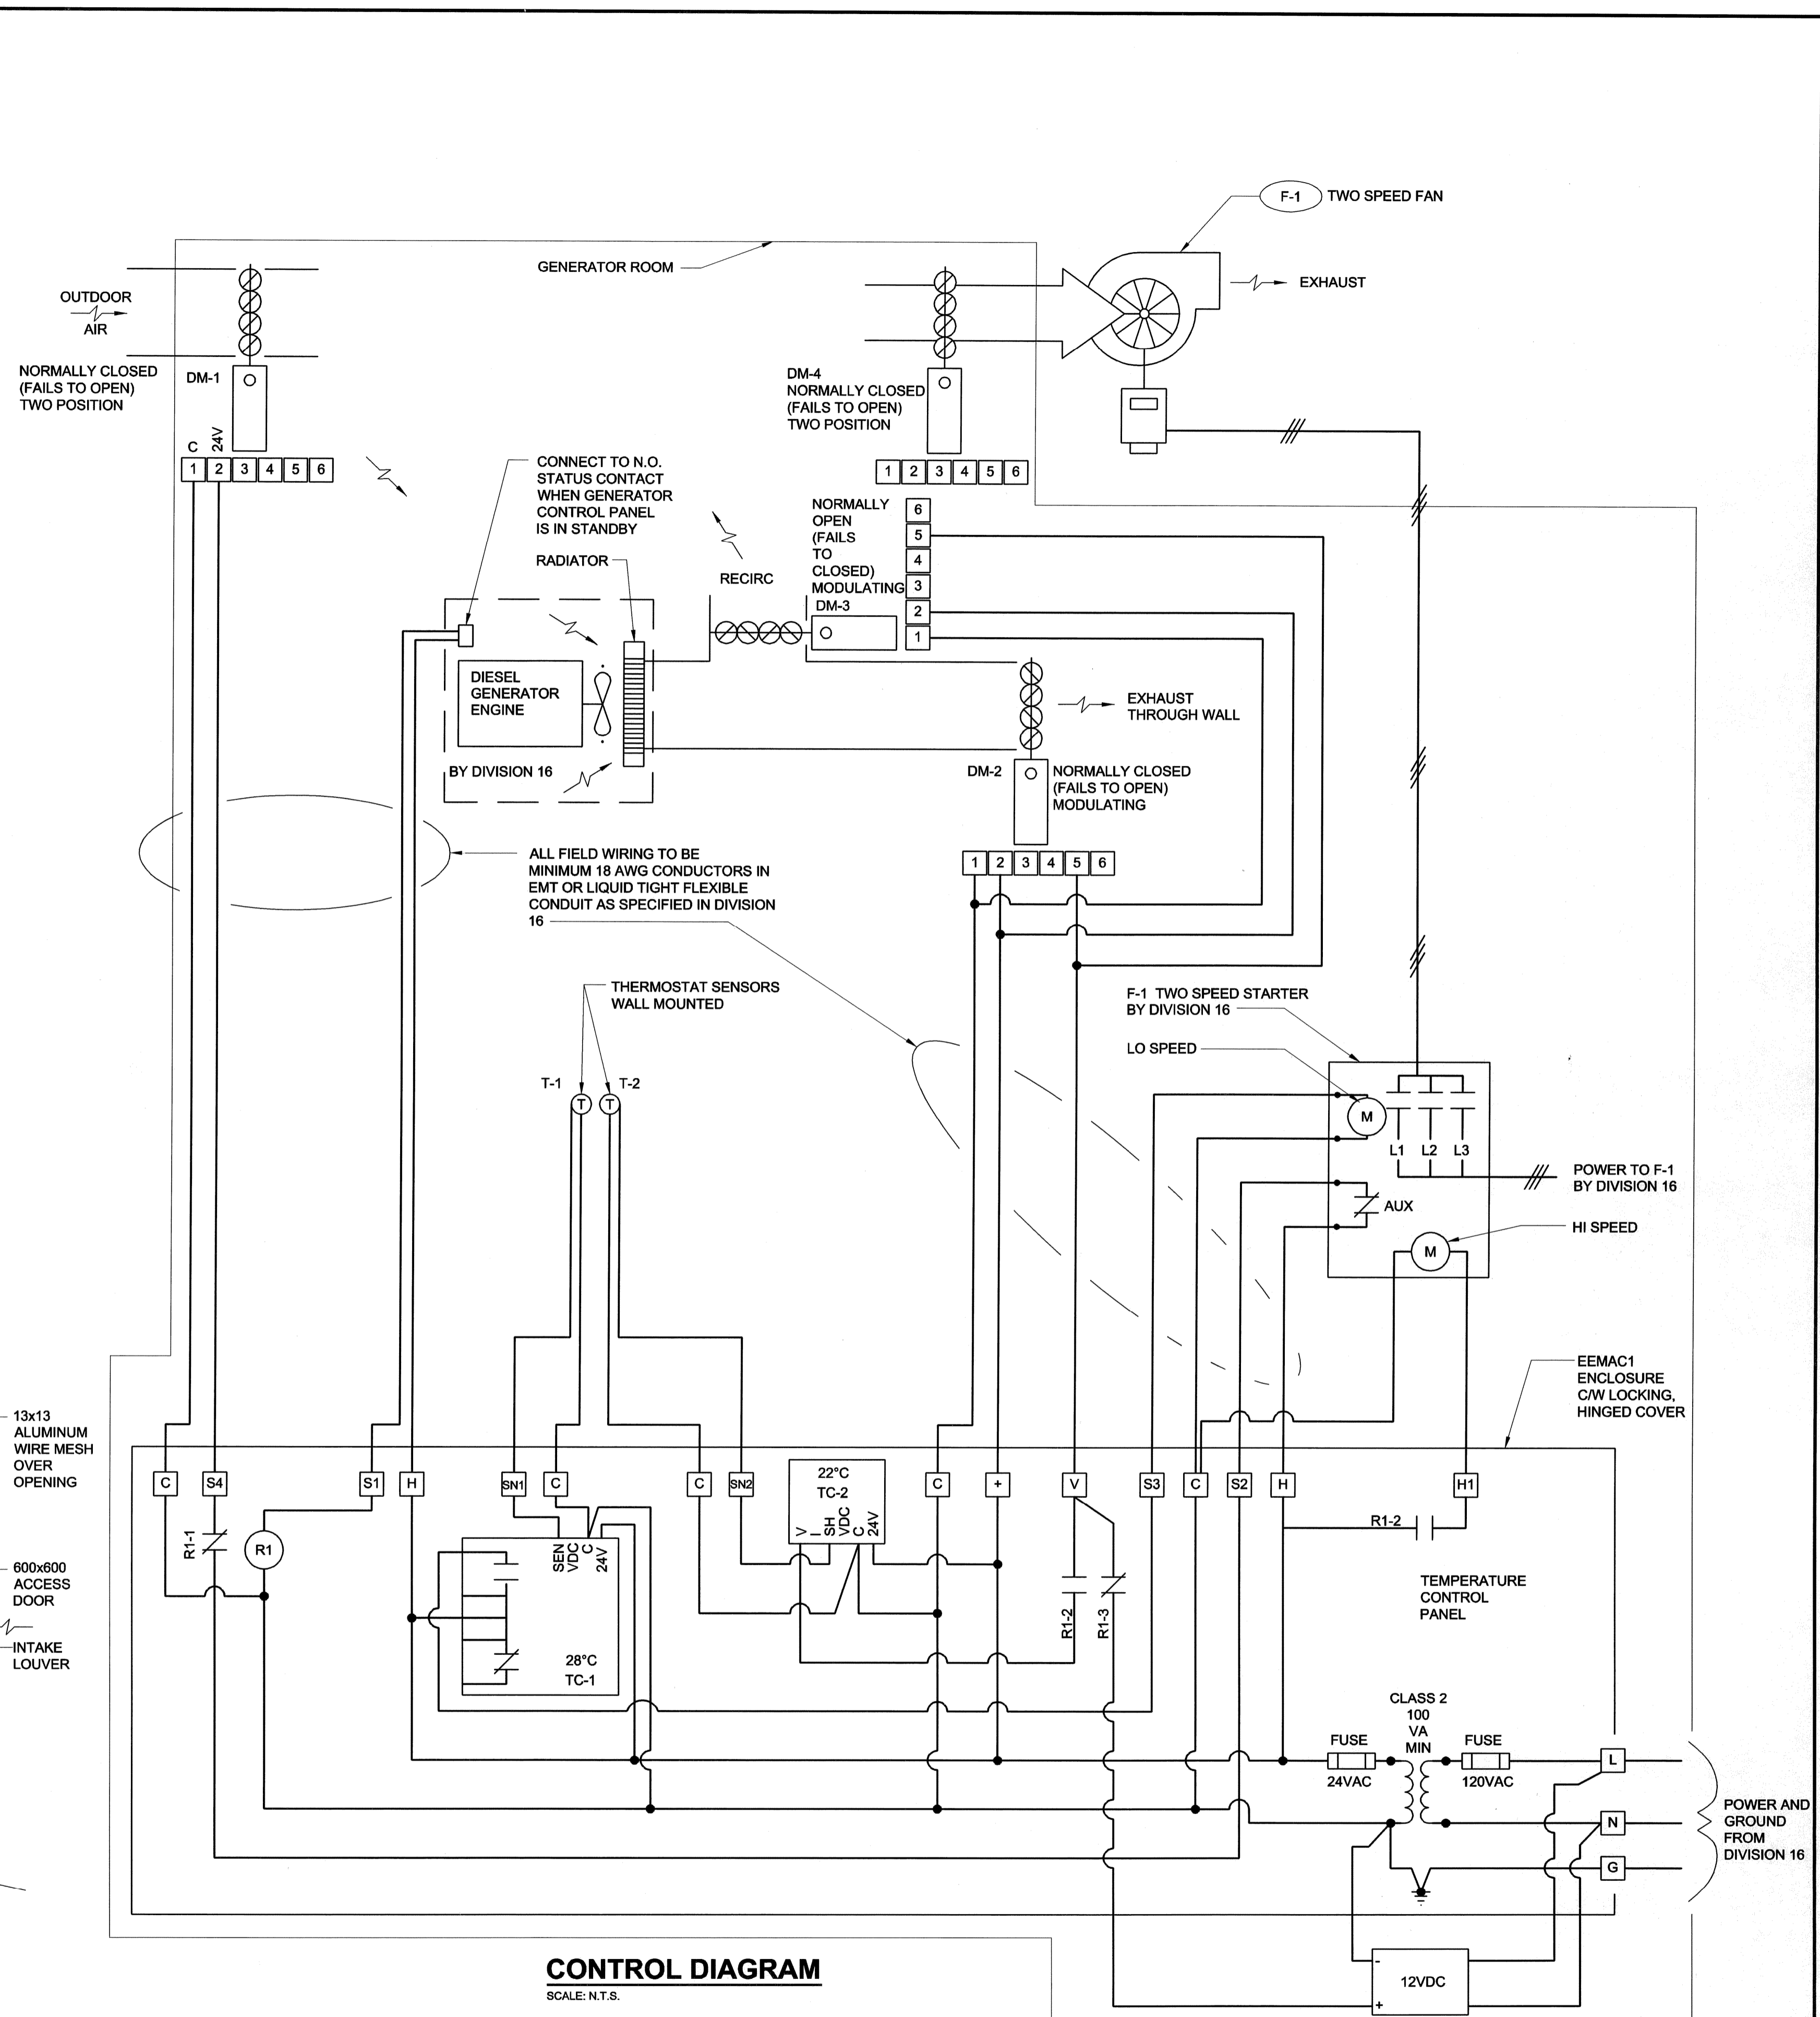 F-1 TWO SPEED FAN
GENERATOR ROOM
EXHAUST
OUTDOOR
AIR
NORMALLY CLOSED
(FAILS TO OPEN)
TWO POSITION
DM-1
C
24V
1 2 3 4 5 6
DM-4
NORMALLY CLOSED
(FAILS TO OPEN)
TWO POSITION
1 2 3 4 5 6
CONNECT TO N.O.
STATUS CONTACT
WHEN GENERATOR
CONTROL PANEL
IS IN STANDBY
RADIATOR
RECIRC
NORMALLY
OPEN
(FAILS
TO
CLOSED)
MODULATING
DM-3
6
5
4
3
2
1
DIESEL
GENERATOR
ENGINE
BY DIVISION 16
EXHAUST
THROUGH WALL
DM-2
NORMALLY CLOSED
(FAILS TO OPEN)
MODULATING
1 2 3 4 5 6
ALL FIELD WIRING TO BE
MINIMUM 18 AWG CONDUCTORS IN
EMT OR LIQUID TIGHT FLEXIBLE
CONDUIT AS SPECIFIED IN DIVISION
16
THERMOSTAT SENSORS
WALL MOUNTED
T-1
T
T
T-2
F-1 TWO SPEED STARTER
BY DIVISION 16
LO SPEED
M
L1 L2 L3
POWER TO F-1
BY DIVISION 16
AUX
HI SPEED
M
EEMAC1
ENCLOSURE
C/W LOCKING,
HINGED COVER
13x13
ALUMINUM
WIRE MESH
OVER
OPENING
600x600
ACCESS
DOOR
INTAKE
LOUVER
C S4 S1 H SN1 C C SN2 C + V S3 C S2 H H1
22°C
TC-2
V
I
SH
VDC
C
24V
R1-1
R1
SEN
VDC
C
24V
28°C
TC-1
R1-2
R1-3
R1-2
TEMPERATURE
CONTROL
PANEL
CLASS 2
100
VA
MIN
FUSE
24VAC
FUSE
120VAC
L
N
G
POWER AND
GROUND
FROM
DIVISION 16
-
12VDC
+
CONTROL DIAGRAM
SCALE: N.T.S.